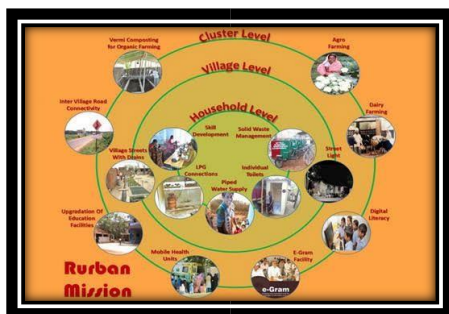 Cluster Level
Village Level
Household Level
Vermi Composting
for Organic Farming
Agro
Farming
Inter Village Road
Connectivity
Dairy
Farming
Skill
Development
Solid Waste
Management
Village Streets
With Drains
Street
Light
LPG
Connections
Piped
Water Supply
Individual
Toilets
Upgradation Of
Education
Facilities
Digital
Literacy
Mobile Health
Units
E-Gram
Facility
e-Gram
Rurban
Mission